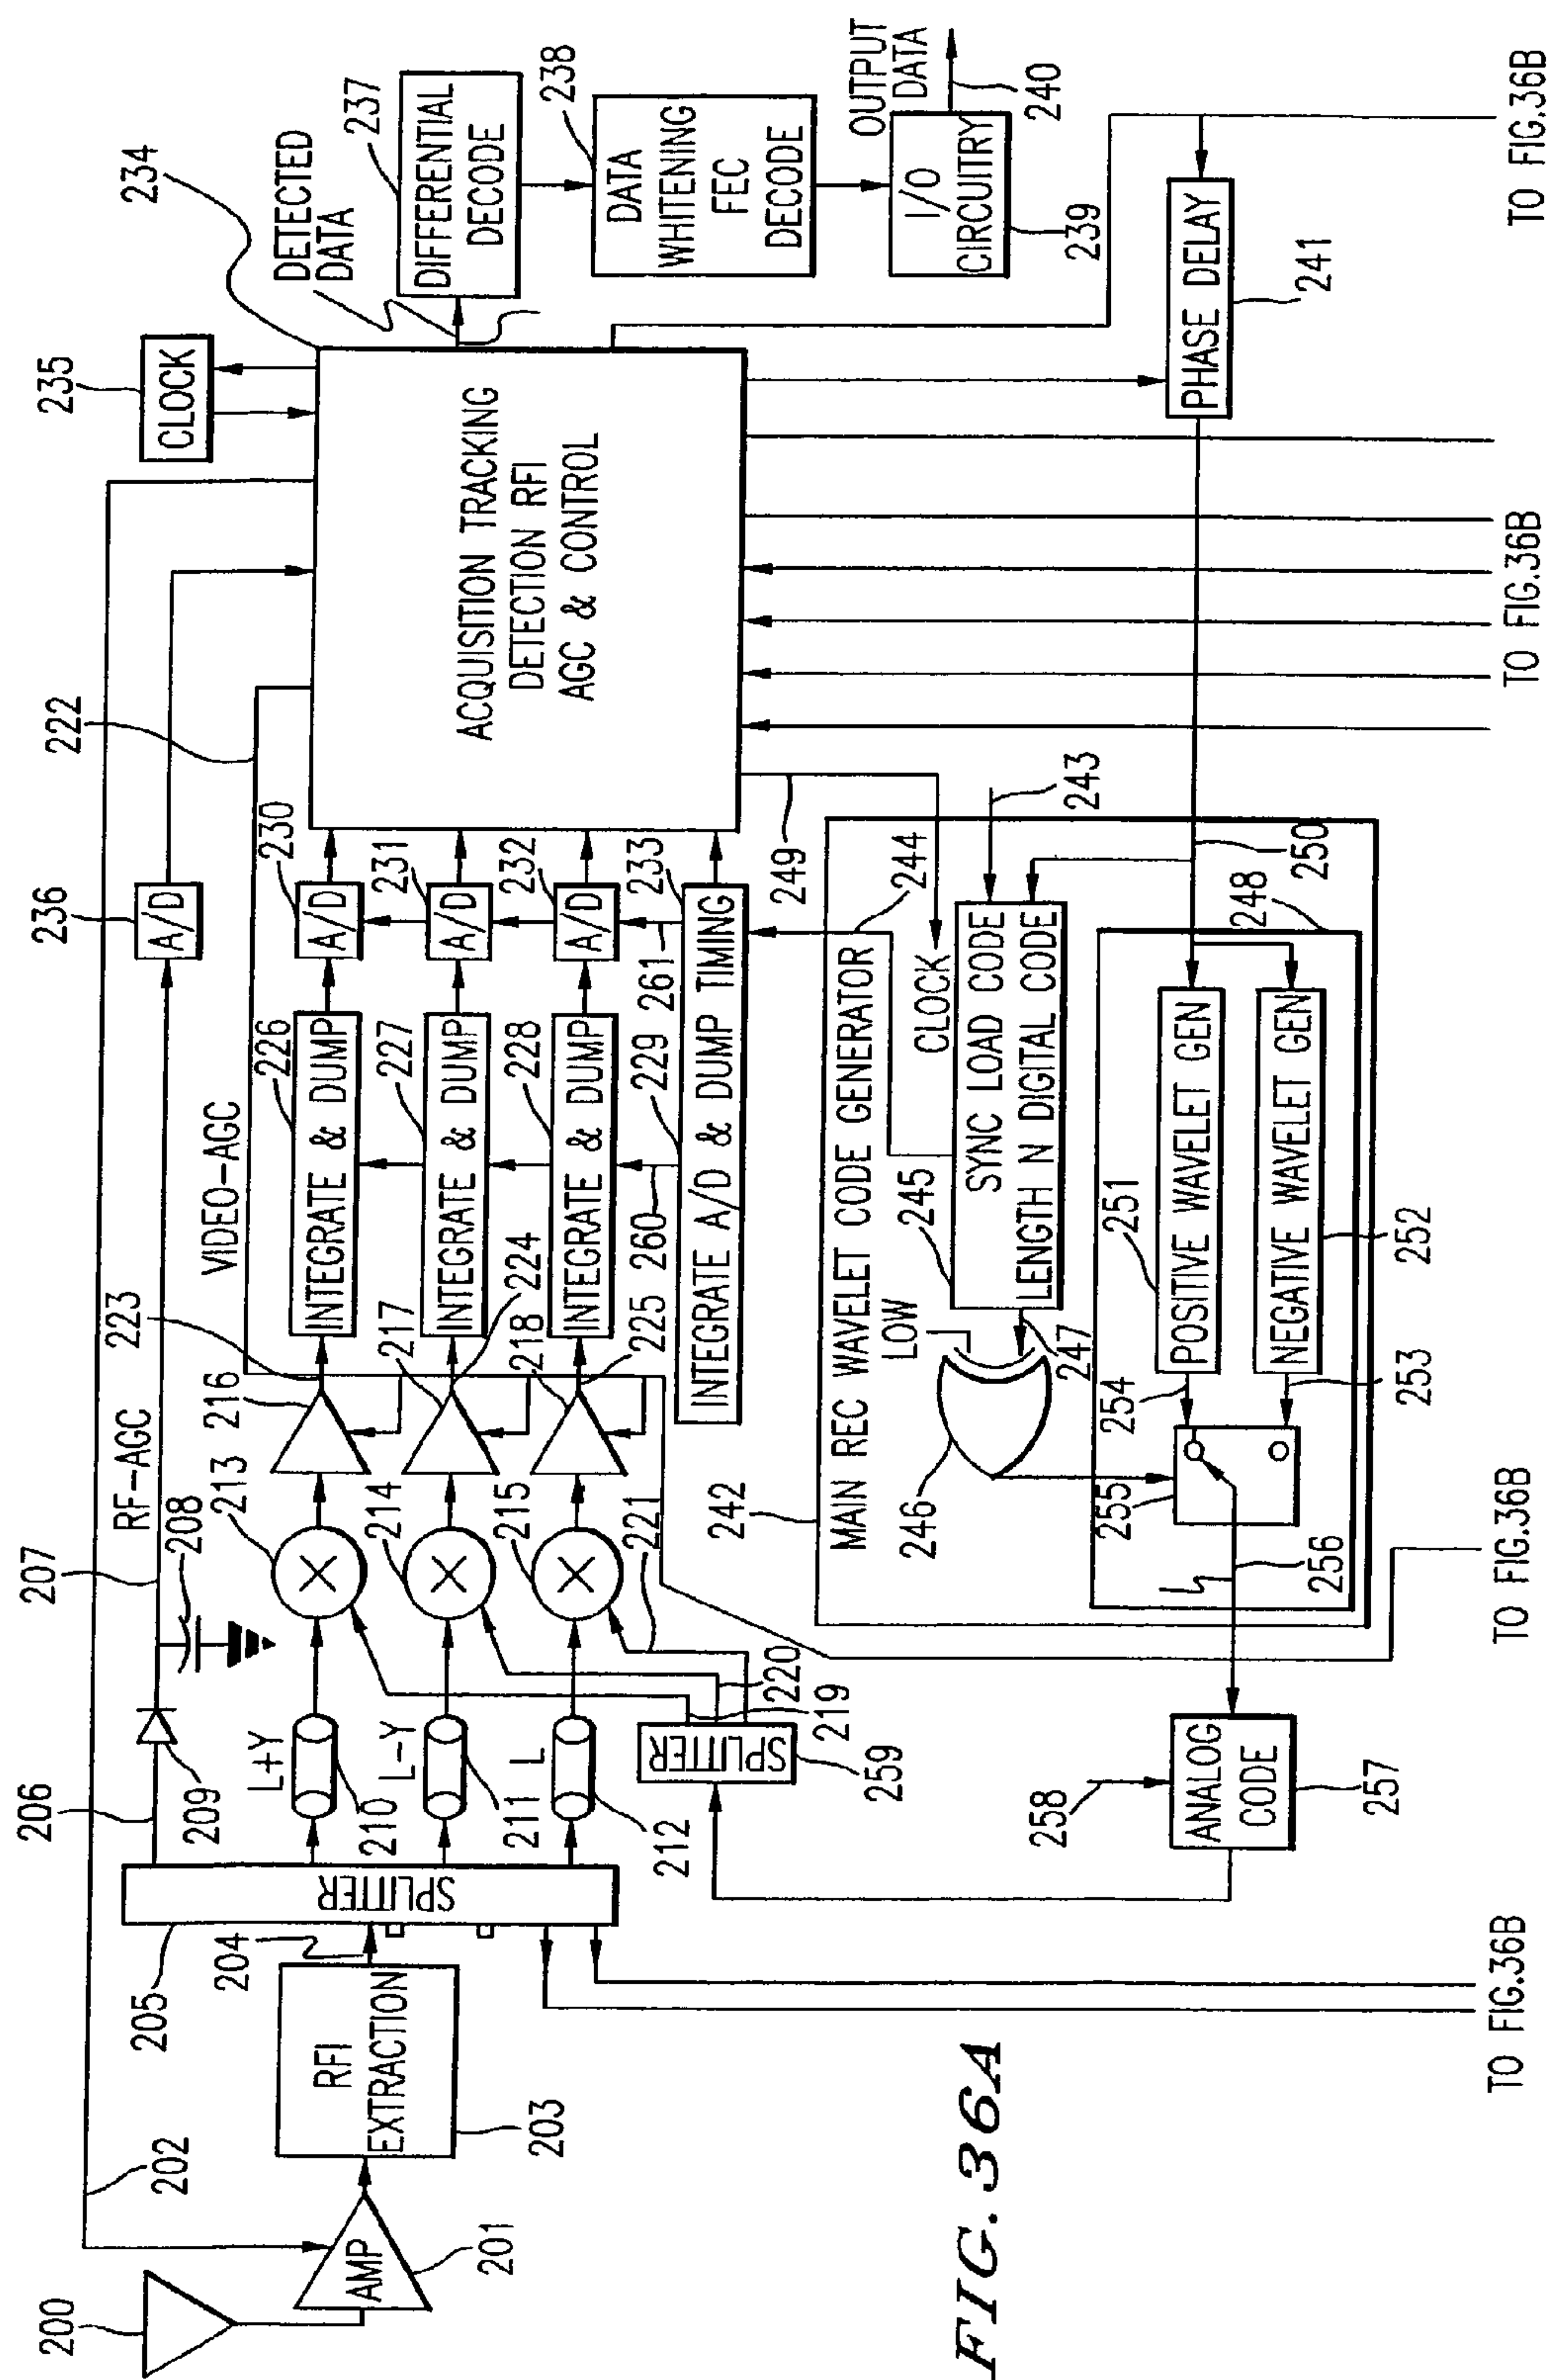 200
202
AMP
201
RFI
EXTRACTION
203
204
205
SPLITTER
206
209
207
208
RF-AGC
L+Y
210
L-Y
211
L
212
213
214
215
216
217
218
219
220
221
SPLITTER
259
223
224
225
VIDEO-AGC
222
226
INTEGRATE & DUMP
227
INTEGRATE & DUMP
228
INTEGRATE & DUMP
260
229
261
233
INTEGRATE A/D & DUMP TIMING
236
A/D
230
A/D
231
A/D
232
A/D
235
CLOCK
234
ACQUISITION TRACKING
DETECTION RFI
AGC & CONTROL
DETECTED
DATA
237
DIFFERENTIAL
DECODE
238
DATA
WHITENING
FEC
DECODE
OUTPUT
DATA
240
I/O
CIRCUITRY
239
PHASE DELAY
241
242
MAIN REC WAVELET CODE GENERATOR
244
249
243
CLOCK
245
SYNC LOAD CODE
LENGTH N DIGITAL CODE
LOW
246
247
250
248
251
POSITIVE WAVELET GEN
NEGATIVE WAVELET GEN
252
253
254
255
256
258
ANALOG
CODE
257
TO FIG.36B
TO FIG.36B
TO FIG.36B
TO FIG.36B
FIG. 36A